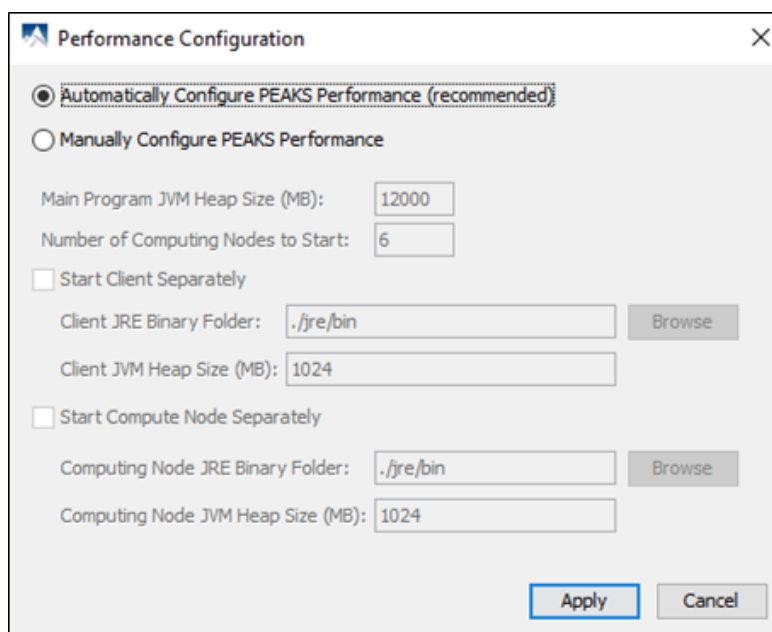 Performance Configuration
Automatically Configure PEAKS Performance (recommended)
Manually Configure PEAKS Performance
Main Program JVM Heap Size (MB): 12000
Number of Computing Nodes to Start: 6
Start Client Separately
Client JRE Binary Folder: ./jre/bin Browse
Client JVM Heap Size (MB): 1024
Start Compute Node Separately
Computing Node JRE Binary Folder: ./jre/bin Browse
Computing Node JVM Heap Size (MB): 1024
Apply Cancel